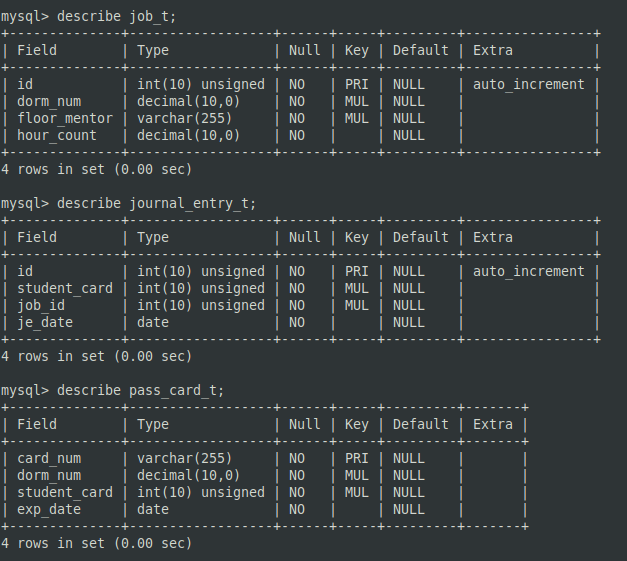 mysql> describe job_t;
+--------------+------------------+------+-----+---------+----------------+
| Field        | Type             | Null | Key | Default | Extra          |
+--------------+------------------+------+-----+---------+----------------+
| id           | int(10) unsigned | NO   | PRI | NULL    | auto_increment |
| dorm_num     | decimal(10,0)    | NO   | MUL | NULL    |                |
| floor_mentor | varchar(255)     | NO   | MUL | NULL    |                |
| hour_count   | decimal(10,0)    | NO   |     | NULL    |                |
+--------------+------------------+------+-----+---------+----------------+
4 rows in set (0.00 sec)
mysql> describe journal_entry_t;
+--------------+------------------+------+-----+---------+----------------+
| Field        | Type             | Null | Key | Default | Extra          |
+--------------+------------------+------+-----+---------+----------------+
| id           | int(10) unsigned | NO   | PRI | NULL    | auto_increment |
| student_card | int(10) unsigned | NO   | MUL | NULL    |                |
| job_id       | int(10) unsigned | NO   | MUL | NULL    |                |
| je_date      | date             | NO   |     | NULL    |                |
+--------------+------------------+------+-----+---------+----------------+
4 rows in set (0.00 sec)
mysql> describe pass_card_t;
+--------------+------------------+------+-----+---------+-------+
| Field        | Type             | Null | Key | Default | Extra |
+--------------+------------------+------+-----+---------+-------+
| card_num     | varchar(255)     | NO   | PRI | NULL    |       |
| dorm_num     | decimal(10,0)    | NO   | MUL | NULL    |       |
| student_card | int(10) unsigned | NO   | MUL | NULL    |       |
| exp_date     | date             | NO   |     | NULL    |       |
+--------------+------------------+------+-----+---------+-------+
4 rows in set (0.00 sec)